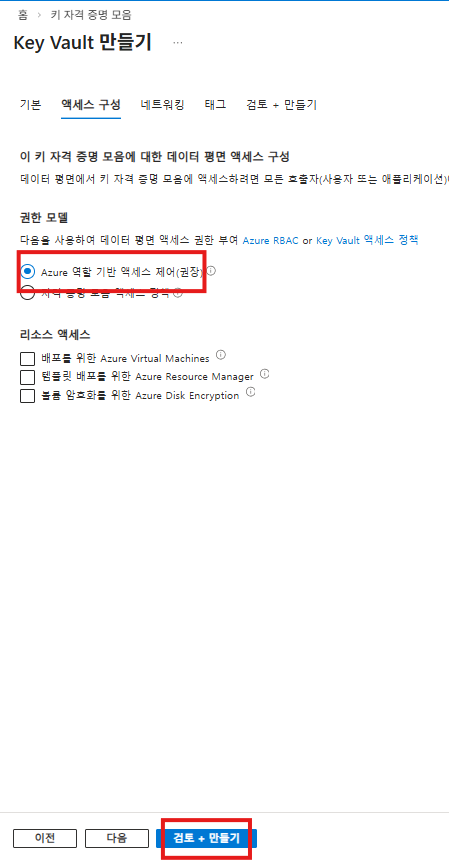 홈 > 키 자격 증명 모음
Key Vault 만들기 ...
기본 액세스 구성 네트워킹 태그 검토 + 만들기
이 키 자격 증명 모음에 대한 데이터 평면 액세스 구성
데이터 평면에서 키 자격 증명 모음에 액세스하려면 모든 호출자(사용자 또는 애플리케이션)
권한 모델
다음을 사용하여 데이터 평면 액세스 권한 부여 Azure RBAC or Key Vault 액세스 정책
Azure 역할 기반 액세스 제어(권장)
자격 증명 모음 액세스 정책
리소스 액세스
배포를 위한 Azure Virtual Machines
템플릿 배포를 위한 Azure Resource Manager
볼륨 암호화를 위한 Azure Disk Encryption
이전 다음 검토 + 만들기